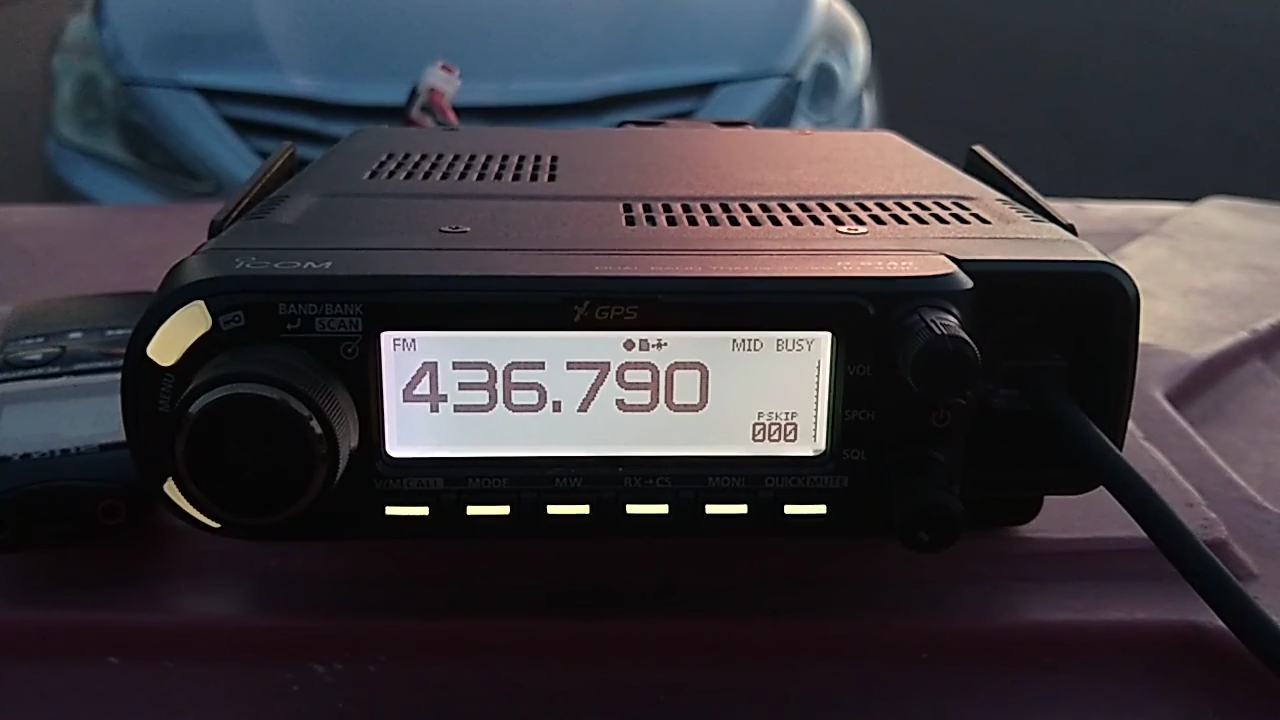 ICOM
GPS
BAND/BANK
SCAN
MENU
FM MID BUSY
436.790
PSKIP
000
VOL
SPCH
SQL
V/M CALL MODE MW RX→CS MONI QUICK MUTE